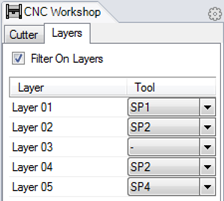 CNC Workshop
Cutter Layers
Filter On Layers
Layer Tool
Layer 01 SP1
Layer 02 SP2
Layer 03 -
Layer 04 SP2
Layer 05 SP4